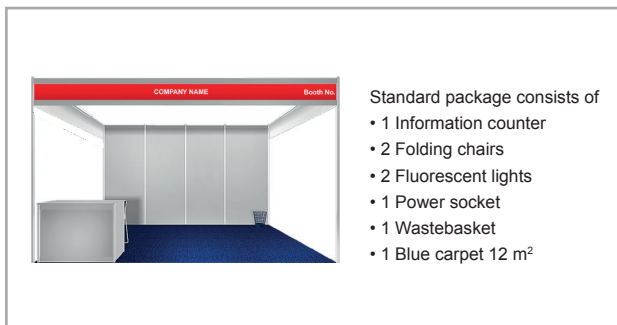 COMPANY NAME
Booth No.
Standard package consists of
• 1 Information counter
• 2 Folding chairs
• 2 Fluorescent lights
• 1 Power socket
• 1 Wastebasket
• 1 Blue carpet 12 m²